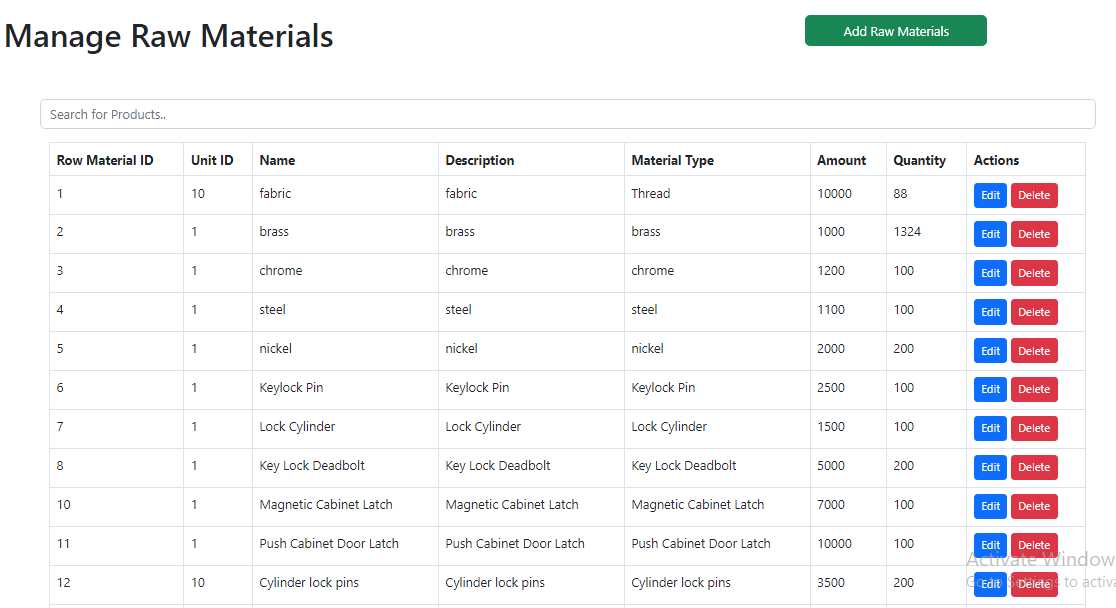 Manage Raw Materials
Add Raw Materials
Search for Products..
Row Material ID Unit ID Name Description Material Type Amount Quantity Actions
1 10 fabric fabric Thread 10000 88 Edit Delete
2 1 brass brass brass 1000 1324 Edit Delete
3 1 chrome chrome chrome 1200 100 Edit Delete
4 1 steel steel steel 1100 100 Edit Delete
5 1 nickel nickel nickel 2000 200 Edit Delete
6 1 Keylock Pin Keylock Pin Keylock Pin 2500 100 Edit Delete
7 1 Lock Cylinder Lock Cylinder Lock Cylinder 1500 100 Edit Delete
8 1 Key Lock Deadbolt Key Lock Deadbolt Key Lock Deadbolt 5000 200 Edit Delete
10 1 Magnetic Cabinet Latch Magnetic Cabinet Latch Magnetic Cabinet Latch 7000 100 Edit Delete
11 1 Push Cabinet Door Latch Push Cabinet Door Latch Push Cabinet Door Latch 10000 100 Edit Delete
Activate Window
12 10 Cylinder lock pins Cylinder lock pins Cylinder lock pins 3500 200 Edit Delete
Go to Settings to activa